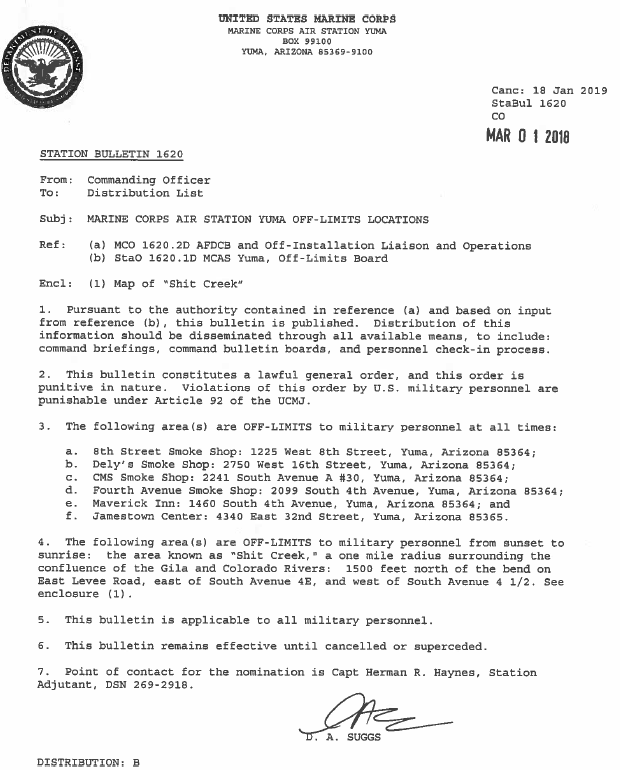 UNITED STATES MARINE CORPS
MARINE CORPS AIR STATION YUMA
BOX 99100
YUMA, ARIZONA 85369-9100
Canc: 18 Jan 2019
StaBul 1620
CO
MAR 01 2018
STATION BULLETIN 1620
From: Commanding Officer
To: Distribution List
Subj: MARINE CORPS AIR STATION YUMA OFF-LIMITS LOCATIONS
Ref: (a) MCO 1620.2D AFDCB and Off-Installation Liaison and Operations
(b) StaO 1620.1D MCAS Yuma, Off-Limits Board
Encl: (1) Map of "Shit Creek"
1. Pursuant to the authority contained in reference (a) and based on input
from reference (b), this bulletin is published. Distribution of this
information should be disseminated through all available means, to include:
command briefings, command bulletin boards, and personnel check-in process.
2. This bulletin constitutes a lawful general order, and this order is
punitive in nature. Violations of this order by U.S. military personnel are
punishable under Article 92 of the UCMJ.
3. The following area(s) are OFF-LIMITS to military personnel at all times:
a. 8th Street Smoke Shop: 1225 West 8th Street, Yuma, Arizona 85364;
b. Dely's Smoke Shop: 2750 West 16th Street, Yuma, Arizona 85364;
c. CMS Smoke Shop: 2241 South Avenue A #30, Yuma, Arizona 85364;
d. Fourth Avenue Smoke Shop: 2099 South 4th Avenue, Yuma, Arizona 85364;
e. Maverick Inn: 1460 South 4th Avenue, Yuma, Arizona 85364; and
f. Jamestown Center: 4340 East 32nd Street, Yuma, Arizona 85365.
4. The following area(s) are OFF-LIMITS to military personnel from sunset to
sunrise: the area known as "Shit Creek," a one mile radius surrounding the
confluence of the Gila and Colorado Rivers: 1500 feet north of the bend on
East Levee Road, east of South Avenue 4E, and west of South Avenue 4 1/2. See
enclosure (1).
5. This bulletin is applicable to all military personnel.
6. This bulletin remains effective until cancelled or superceded.
7. Point of contact for the nomination is Capt Herman R. Haynes, Station
Adjutant, DSN 269-2918.
D. A. SUGGS
DISTRIBUTION: B